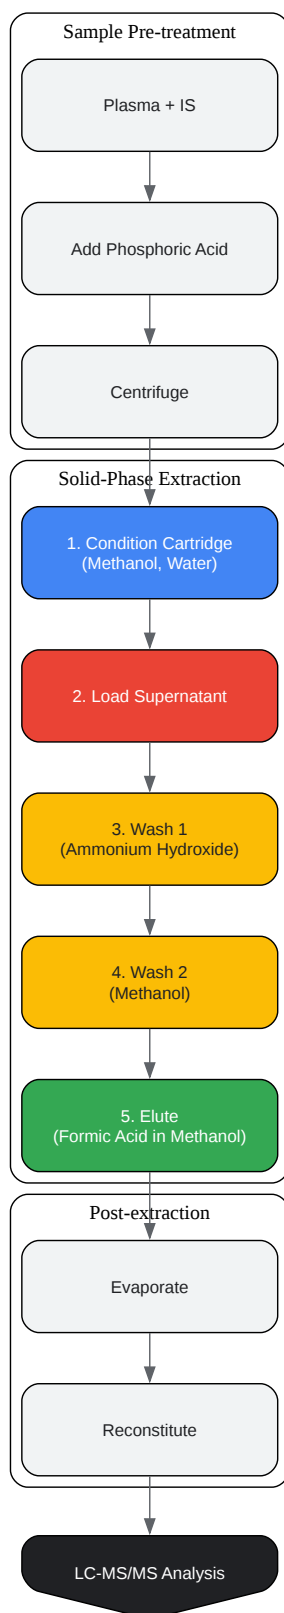 Sample Pre-treatment
Plasma + IS
Add Phosphoric Acid
Centrifuge
Solid-Phase Extraction
1. Condition Cartridge
(Methanol, Water)
2. Load Supernatant
3. Wash 1
(Ammonium Hydroxide)
4. Wash 2
(Methanol)
5. Elute
(Formic Acid in Methanol)
Post-extraction
Evaporate
Reconstitute
LC-MS/MS Analysis